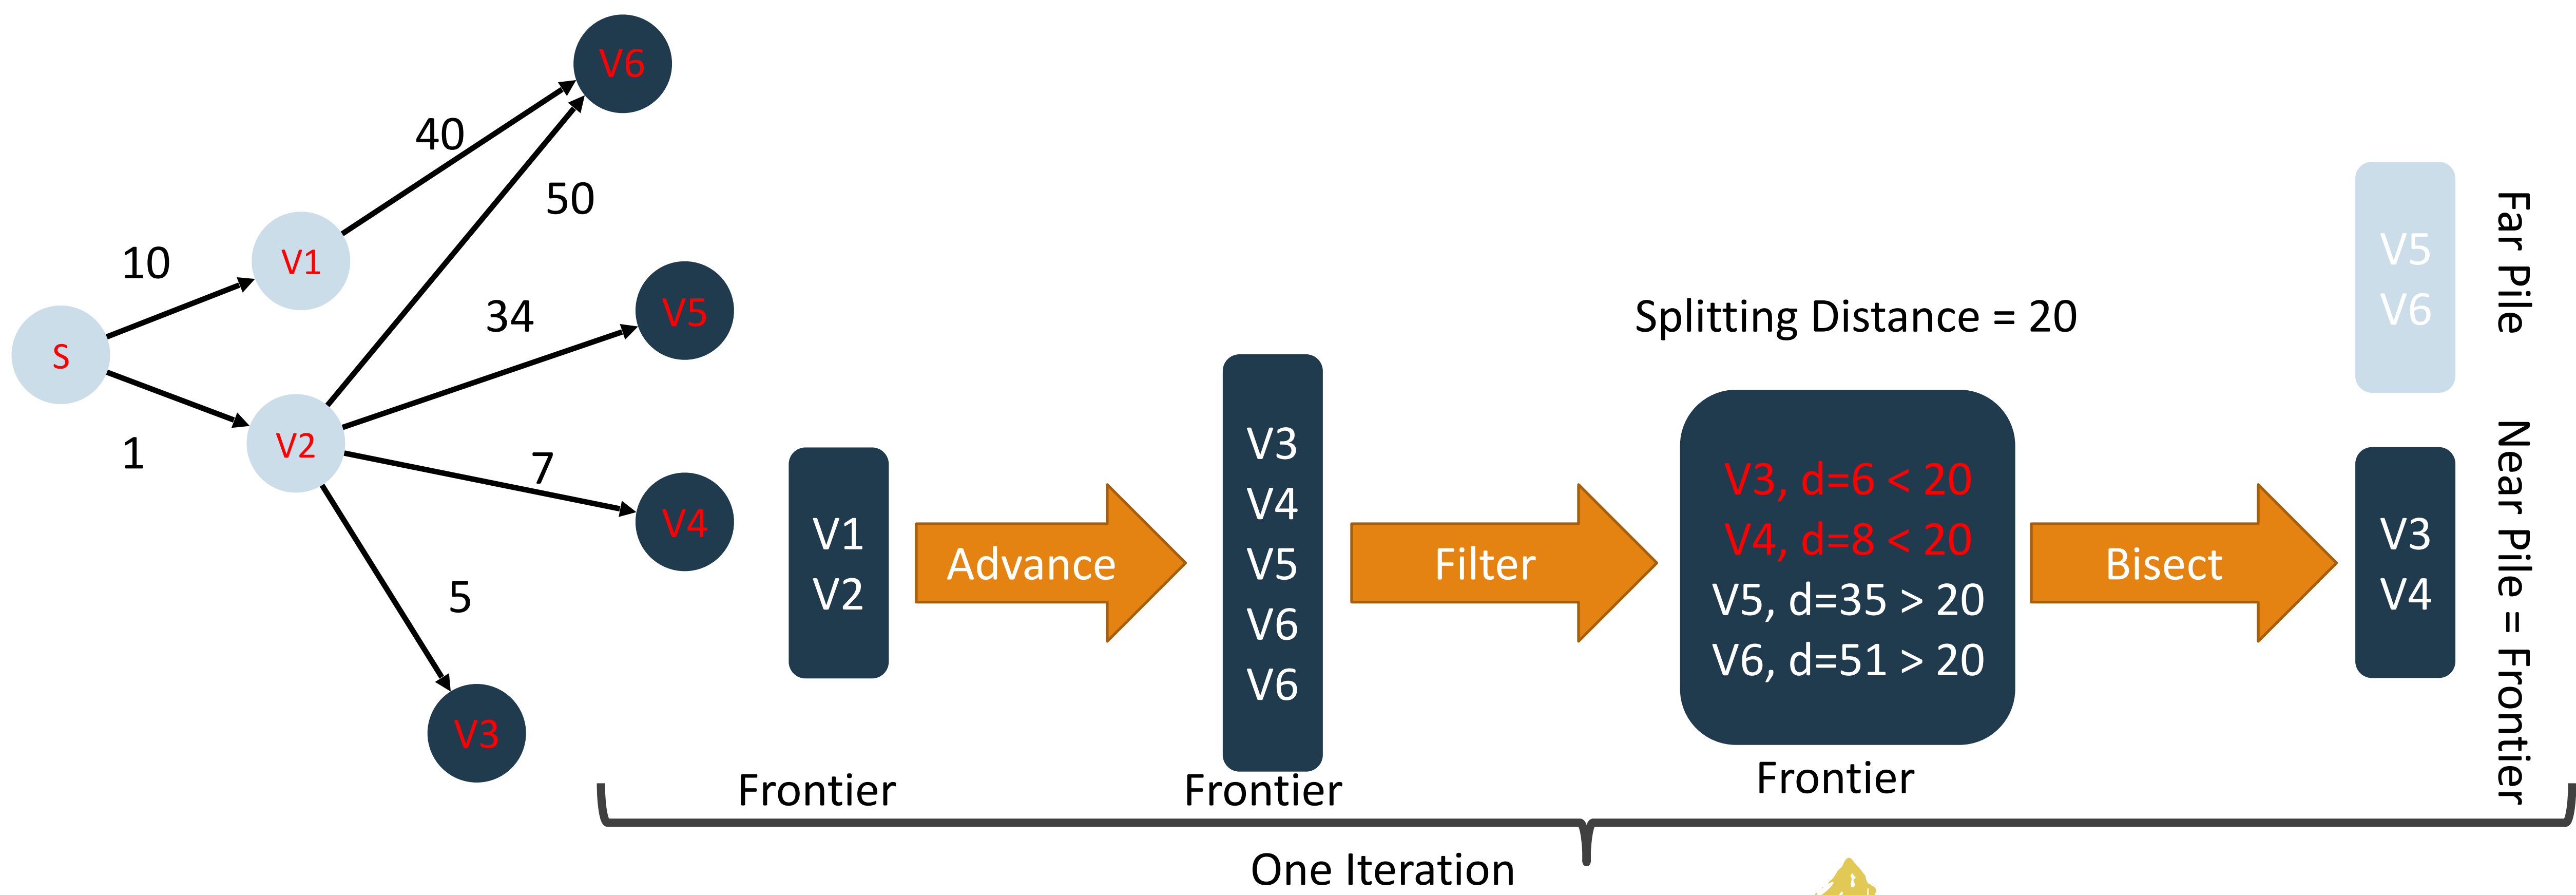 V6
40
50
10
V1
34
V5
S
1
V2
7
V4
5
V3
V1
V2
Frontier
Advance
V3
V4
V5
V6
V6
Frontier
Filter
Splitting Distance = 20
V3, d=6 < 20
V4, d=8 < 20
V5, d=35 > 20
V6, d=51 > 20
Frontier
Bisect
V5
V6
Far Pile
V3
V4
Near Pile = Frontier
One Iteration